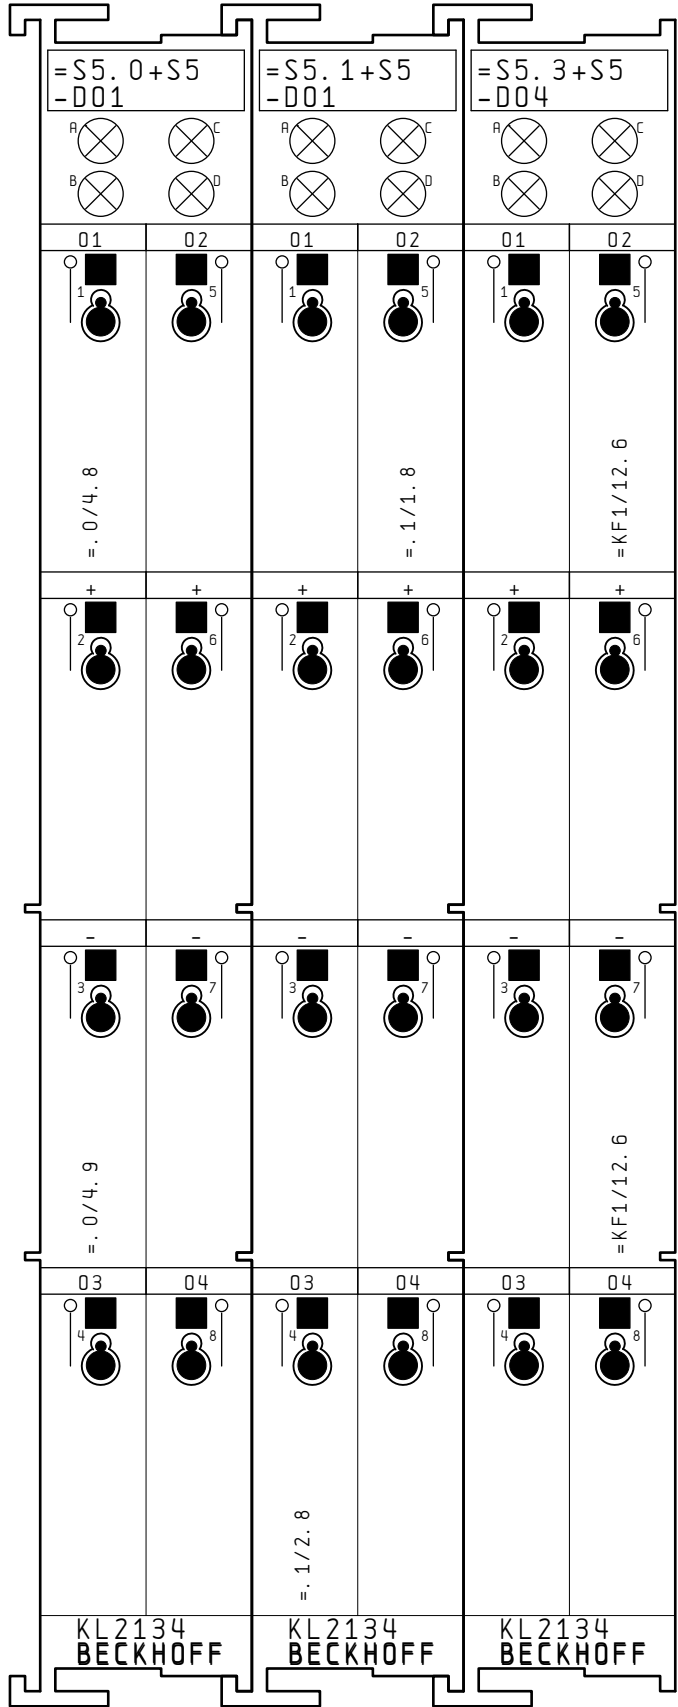 =S5.0+S5
-D01
=S5.1+S5
-D01
=S5.3+S5
-D04
A C A C A C
B D B D B D
01 02 01 02 01 02
1 5 1 5 1 5
=.0/4.8
=.1/1.8
=KF1/12.6
+ + + + + +
2 6 2 6 2 6
- - - - - -
3 7 3 7 3 7
=.0/4.9
=KF1/12.6
03 04 03 04 03 04
4 8 4 8 4 8
=.1/2.8
KL2134 KL2134 KL2134
BECKHOFF BECKHOFF BECKHOFF